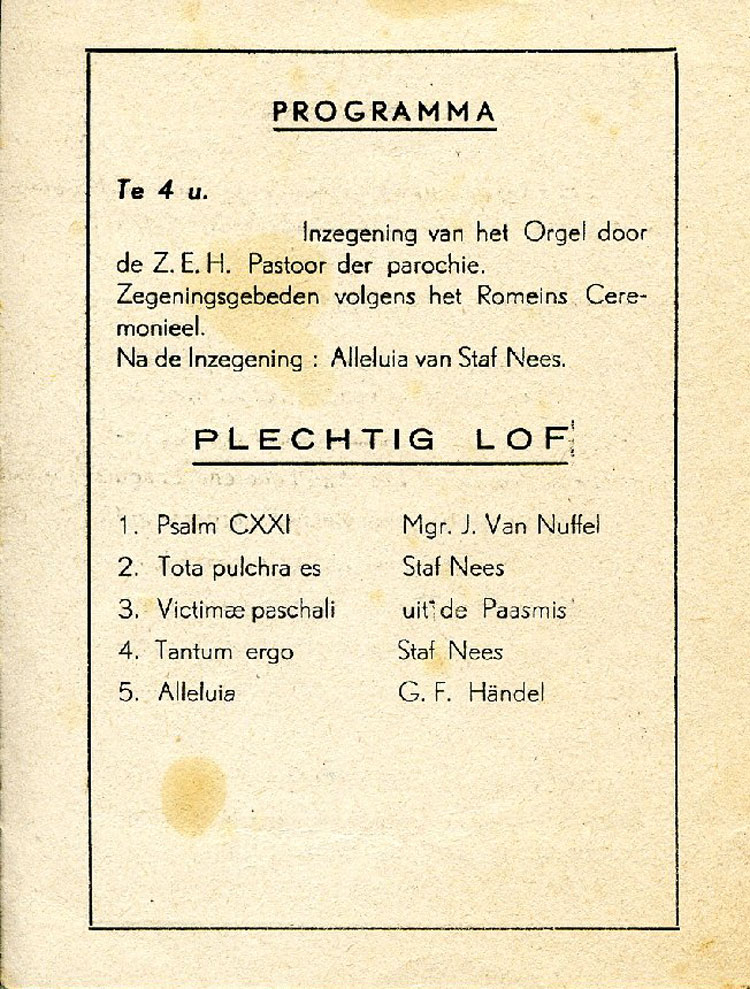 PROGRAMMA
Te 4 u.
Inzegening van het Orgel door
de Z. E. H. Pastoor der parochie.
Zegeningsgebeden volgens het Romeins Cere-
monieel.
Na de Inzegening : Alleluia van Staf Nees.
PLECHTIG LOF
1. Psalm CXXI Mgr. J. Van Nuffel
2. Tota pulchra es Staf Nees
3. Victimæ paschali uit de Paasmis
4. Tantum ergo Staf Nees
5. Alleluia G. F. Händel